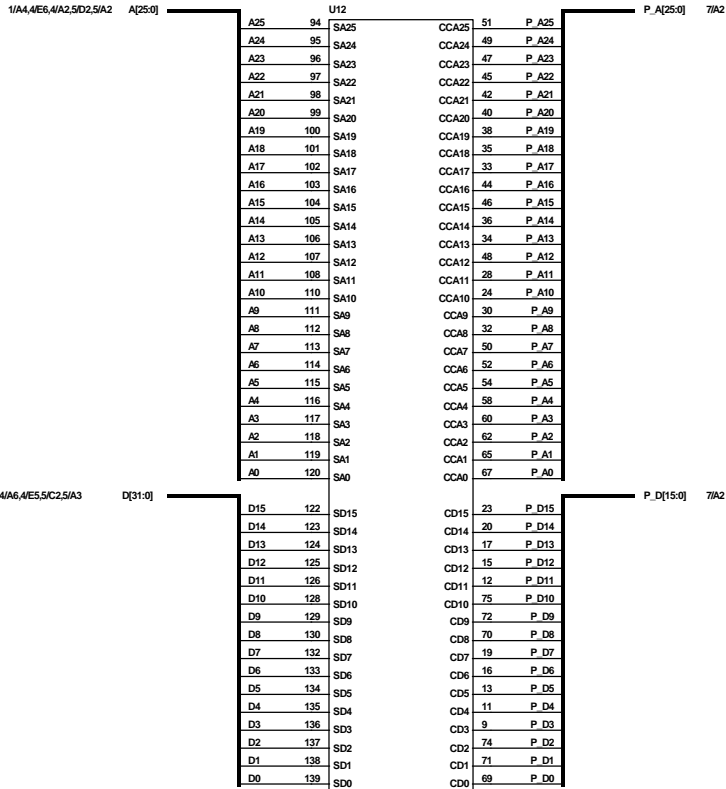 1/A4,4/E6,4/A2,5/D2,5/A2 A[25:0] U12 P_A[25:0] 7/A2
A25 94 SA25 CCA25 51 P_A25
A24 95 SA24 CCA24 49 P_A24
A23 96 SA23 CCA23 47 P_A23
A22 97 SA22 CCA22 45 P_A22
A21 98 SA21 CCA21 42 P_A21
A20 99 SA20 CCA20 40 P_A20
A19 100 SA19 CCA19 38 P_A19
A18 101 SA18 CCA18 35 P_A18
A17 102 SA17 CCA17 33 P_A17
A16 103 SA16 CCA16 44 P_A16
A15 104 SA15 CCA15 46 P_A15
A14 105 SA14 CCA14 36 P_A14
A13 106 SA13 CCA13 34 P_A13
A12 107 SA12 CCA12 48 P_A12
A11 108 SA11 CCA11 28 P_A11
A10 110 SA10 CCA10 24 P_A10
A9 111 SA9 CCA9 30 P_A9
A8 112 SA8 CCA8 32 P_A8
A7 113 SA7 CCA7 50 P_A7
A6 114 SA6 CCA6 52 P_A6
A5 115 SA5 CCA5 54 P_A5
A4 116 SA4 CCA4 58 P_A4
A3 117 SA3 CCA3 60 P_A3
A2 118 SA2 CCA2 62 P_A2
A1 119 SA1 CCA1 65 P_A1
A0 120 SA0 CCA0 67 P_A0
4/A6,4/E5,5/C2,5/A3 D[31:0] P_D[15:0] 7/A2
D15 122 SD15 CD15 23 P_D15
D14 123 SD14 CD14 20 P_D14
D13 124 SD13 CD13 17 P_D13
D12 125 SD12 CD12 15 P_D12
D11 126 SD11 CD11 12 P_D11
D10 128 SD10 CD10 75 P_D10
D9 129 SD9 CD9 72 P_D9
D8 130 SD8 CD8 70 P_D8
D7 132 SD7 CD7 19 P_D7
D6 133 SD6 CD6 16 P_D6
D5 134 SD5 CD5 13 P_D5
D4 135 SD4 CD4 11 P_D4
D3 136 SD3 CD3 9 P_D3
D2 137 SD2 CD2 74 P_D2
D1 138 SD1 CD1 71 P_D1
D0 139 SD0 CD0 69 P_D0